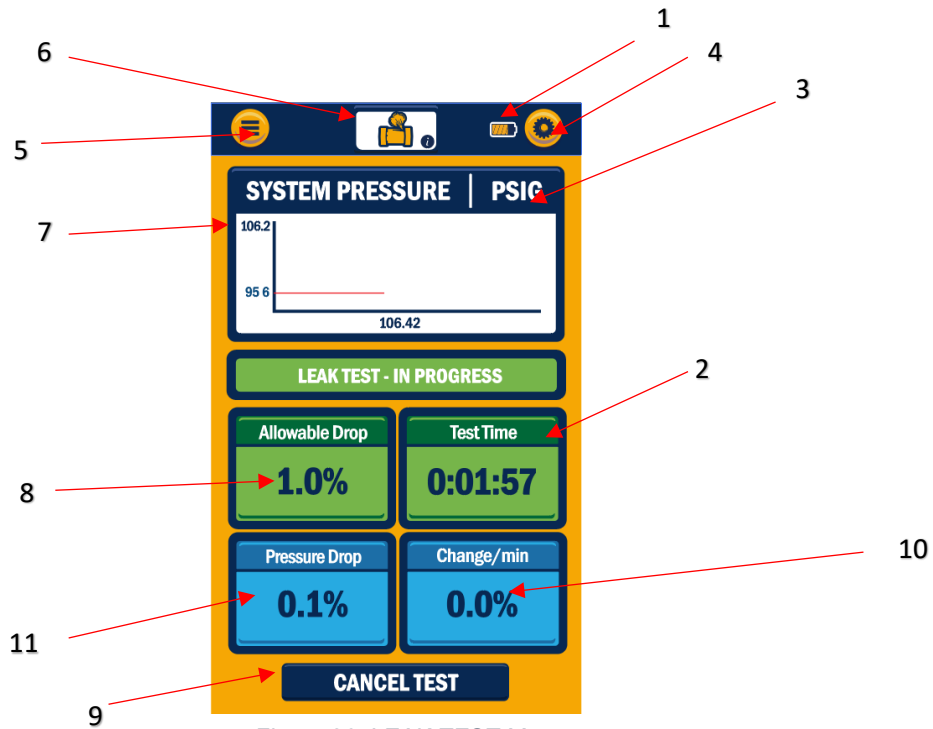 1
6
4
3
5
SYSTEM PRESSURE | PSIG
7
106.2
95 6
106.42
LEAK TEST - IN PROGRESS
2
Allowable Drop
Test Time
8
1.0%
0:01:57
Pressure Drop
Change/min
10
0.1%
0.0%
11
CANCEL TEST
9